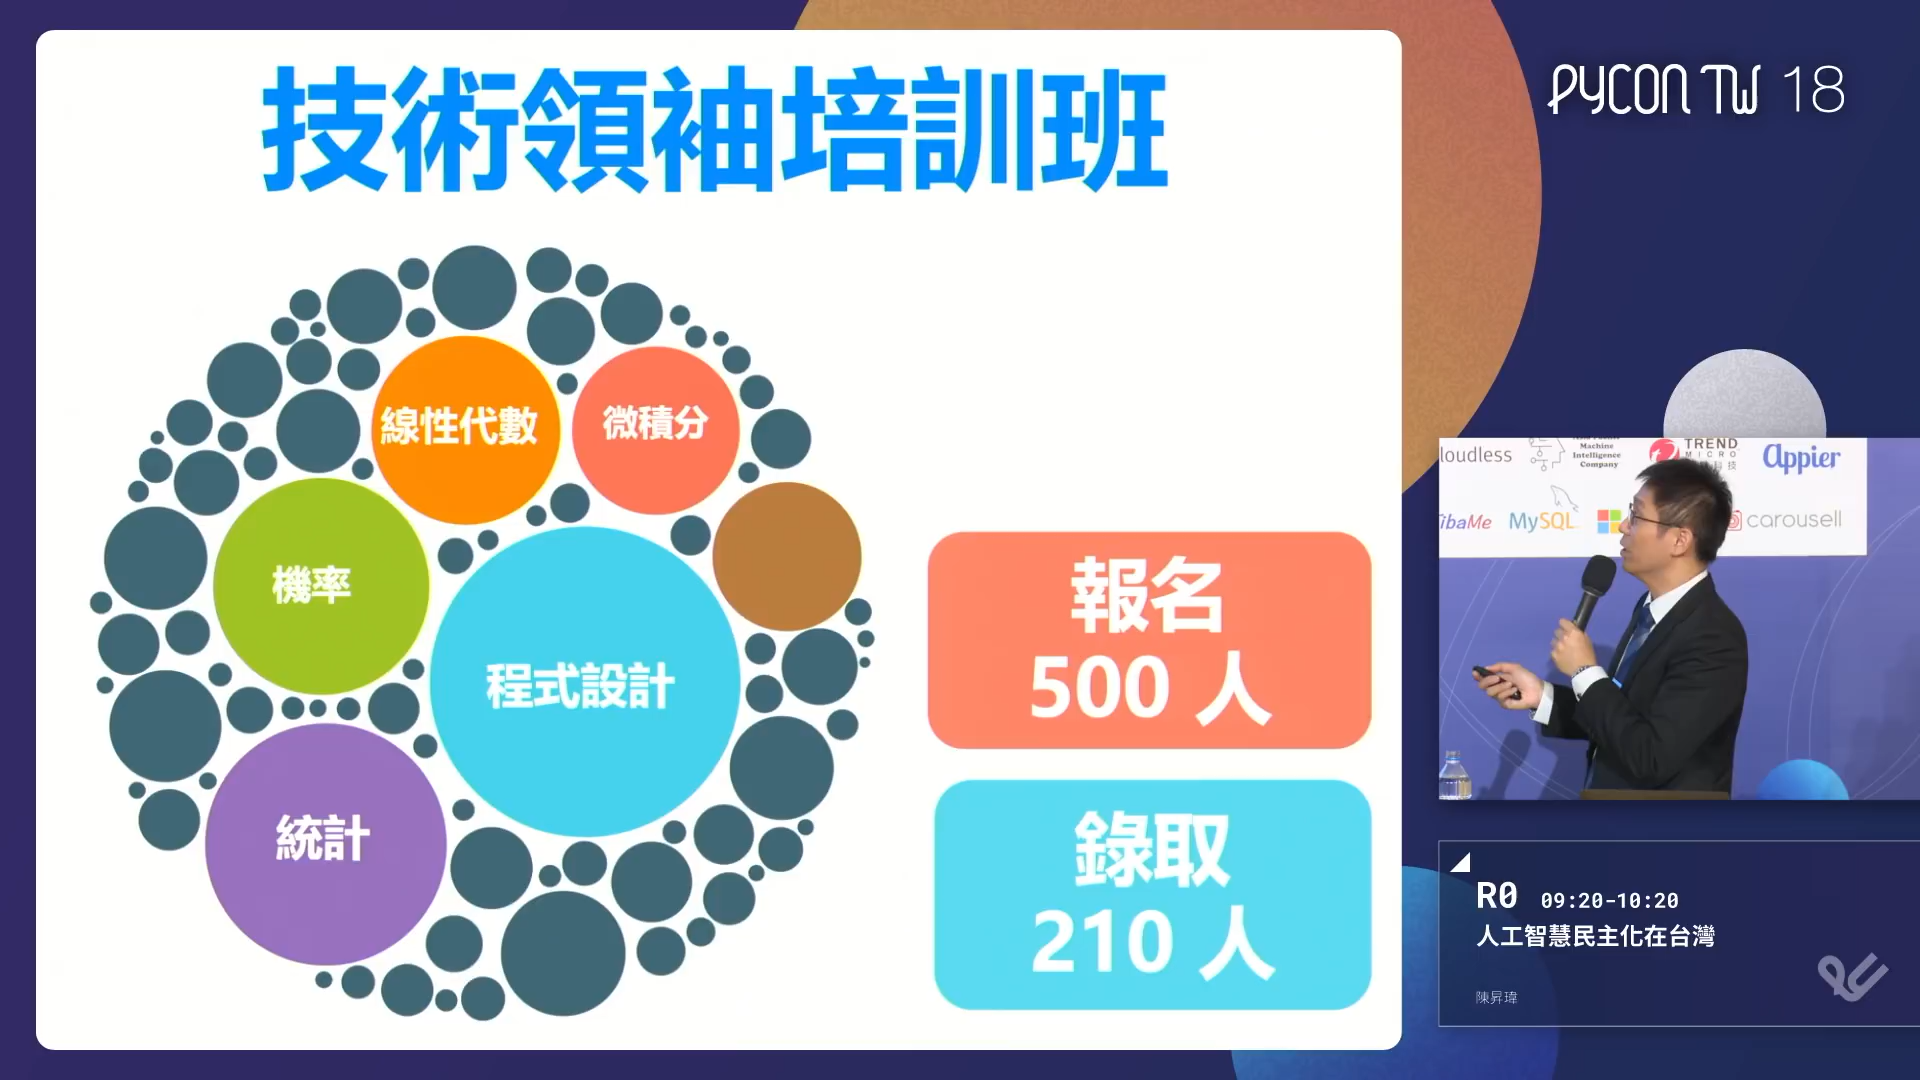 技術領袖培訓班
線性代數
微積分
機率
程式設計
統計
報名
500 人
錄取
210 人
PYCON TW 18
loudless
Machine
Intelligence
Company
TREND
MICRO
科技
Appier
ibaMe
MySQL
carousell
R0 09:20-10:20
人工智慧民主化在台灣
陳昇瑋